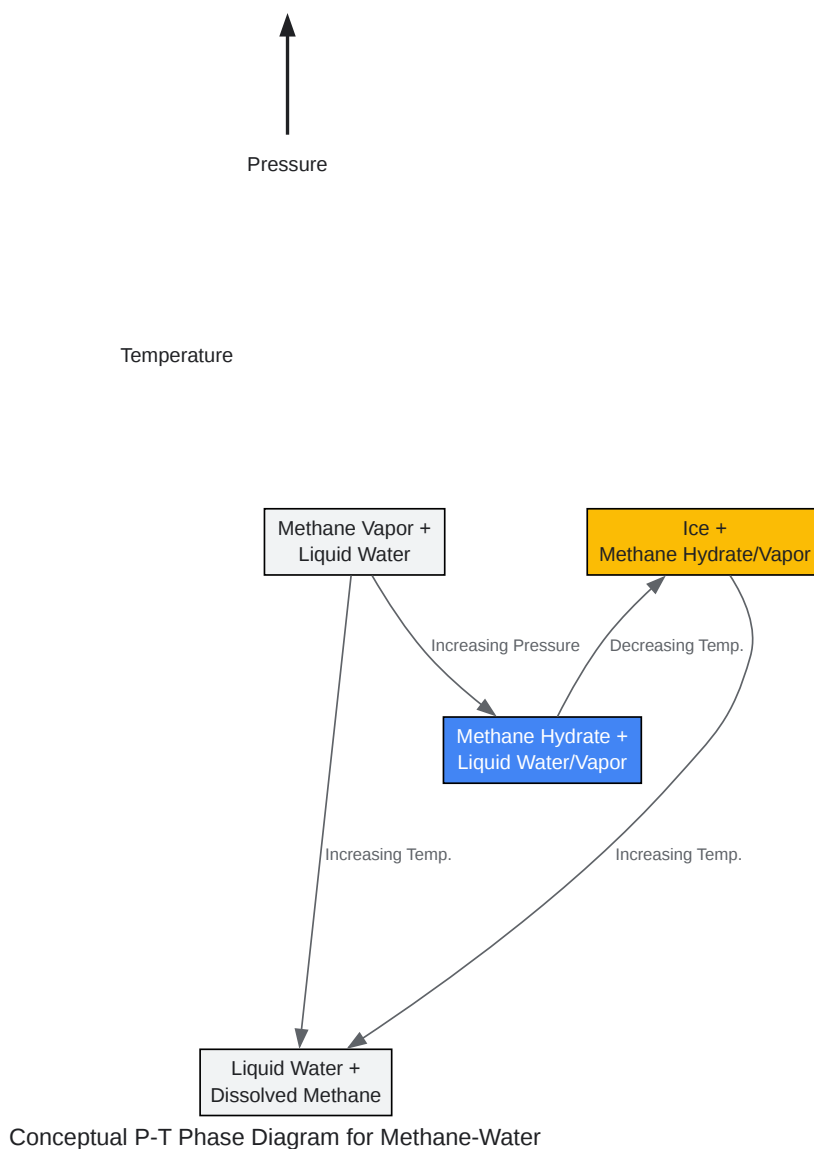 Pressure
Temperature
Methane Vapor +
Liquid Water
Ice +
Methane Hydrate/Vapor
Increasing Pressure
Decreasing Temp.
Methane Hydrate +
Liquid Water/Vapor
Increasing Temp.
Increasing Temp.
Liquid Water +
Dissolved Methane
Conceptual P-T Phase Diagram for Methane-Water